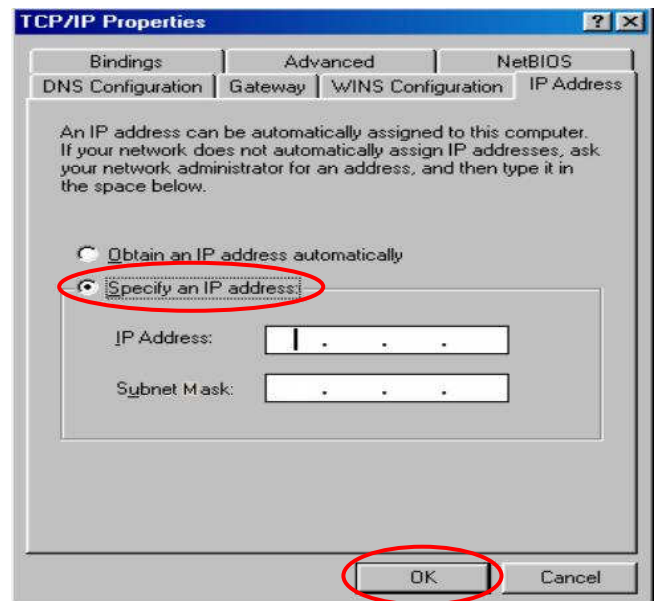 TCP/IP Properties
Bindings Advanced NetBIOS
DNS Configuration Gateway WINS Configuration IP Address
An IP address can be automatically assigned to this computer.
If your network does not automatically assign IP addresses, ask
your network administrator for an address, and then type it in
the space below.
Obtain an IP address automatically
Specify an IP address:
IP Address: . . .
Subnet Mask: . . .
OK Cancel